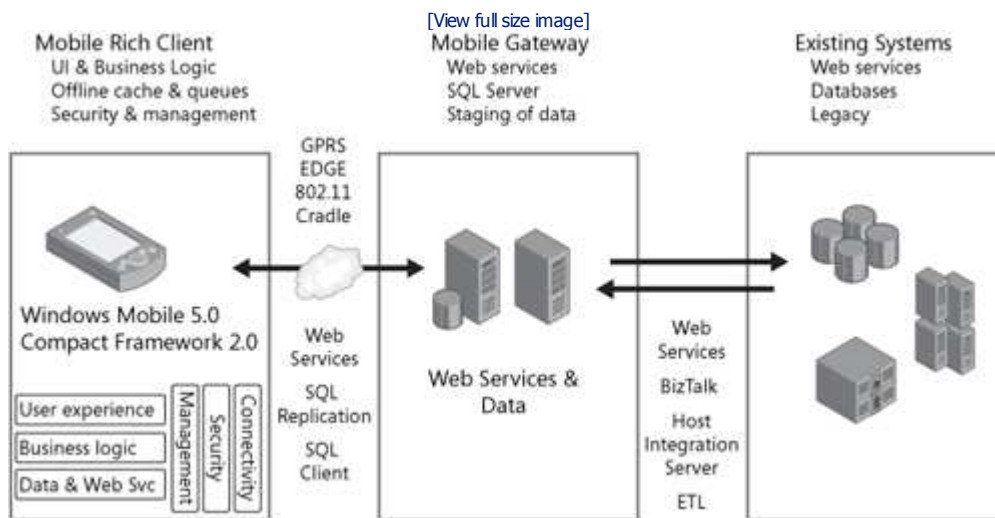 [View full size image]
Mobile Rich Client
UI & Business Logic
Offline cache & queues
Security & management
Mobile Gateway
Web services
SQL Server
Staging of data
Existing Systems
Web services
Databases
Legacy
GPRS
EDGE
802.11
Cradle
Windows Mobile 5.0
Compact Framework 2.0
User experience
Business logic
Data & Web Svc
Management
Security
Connectivity
Web
Services
SQL
Replication
SQL
Client
Web Services &
Data
Web
Services
BizTalk
Host
Integration
Server
ETL